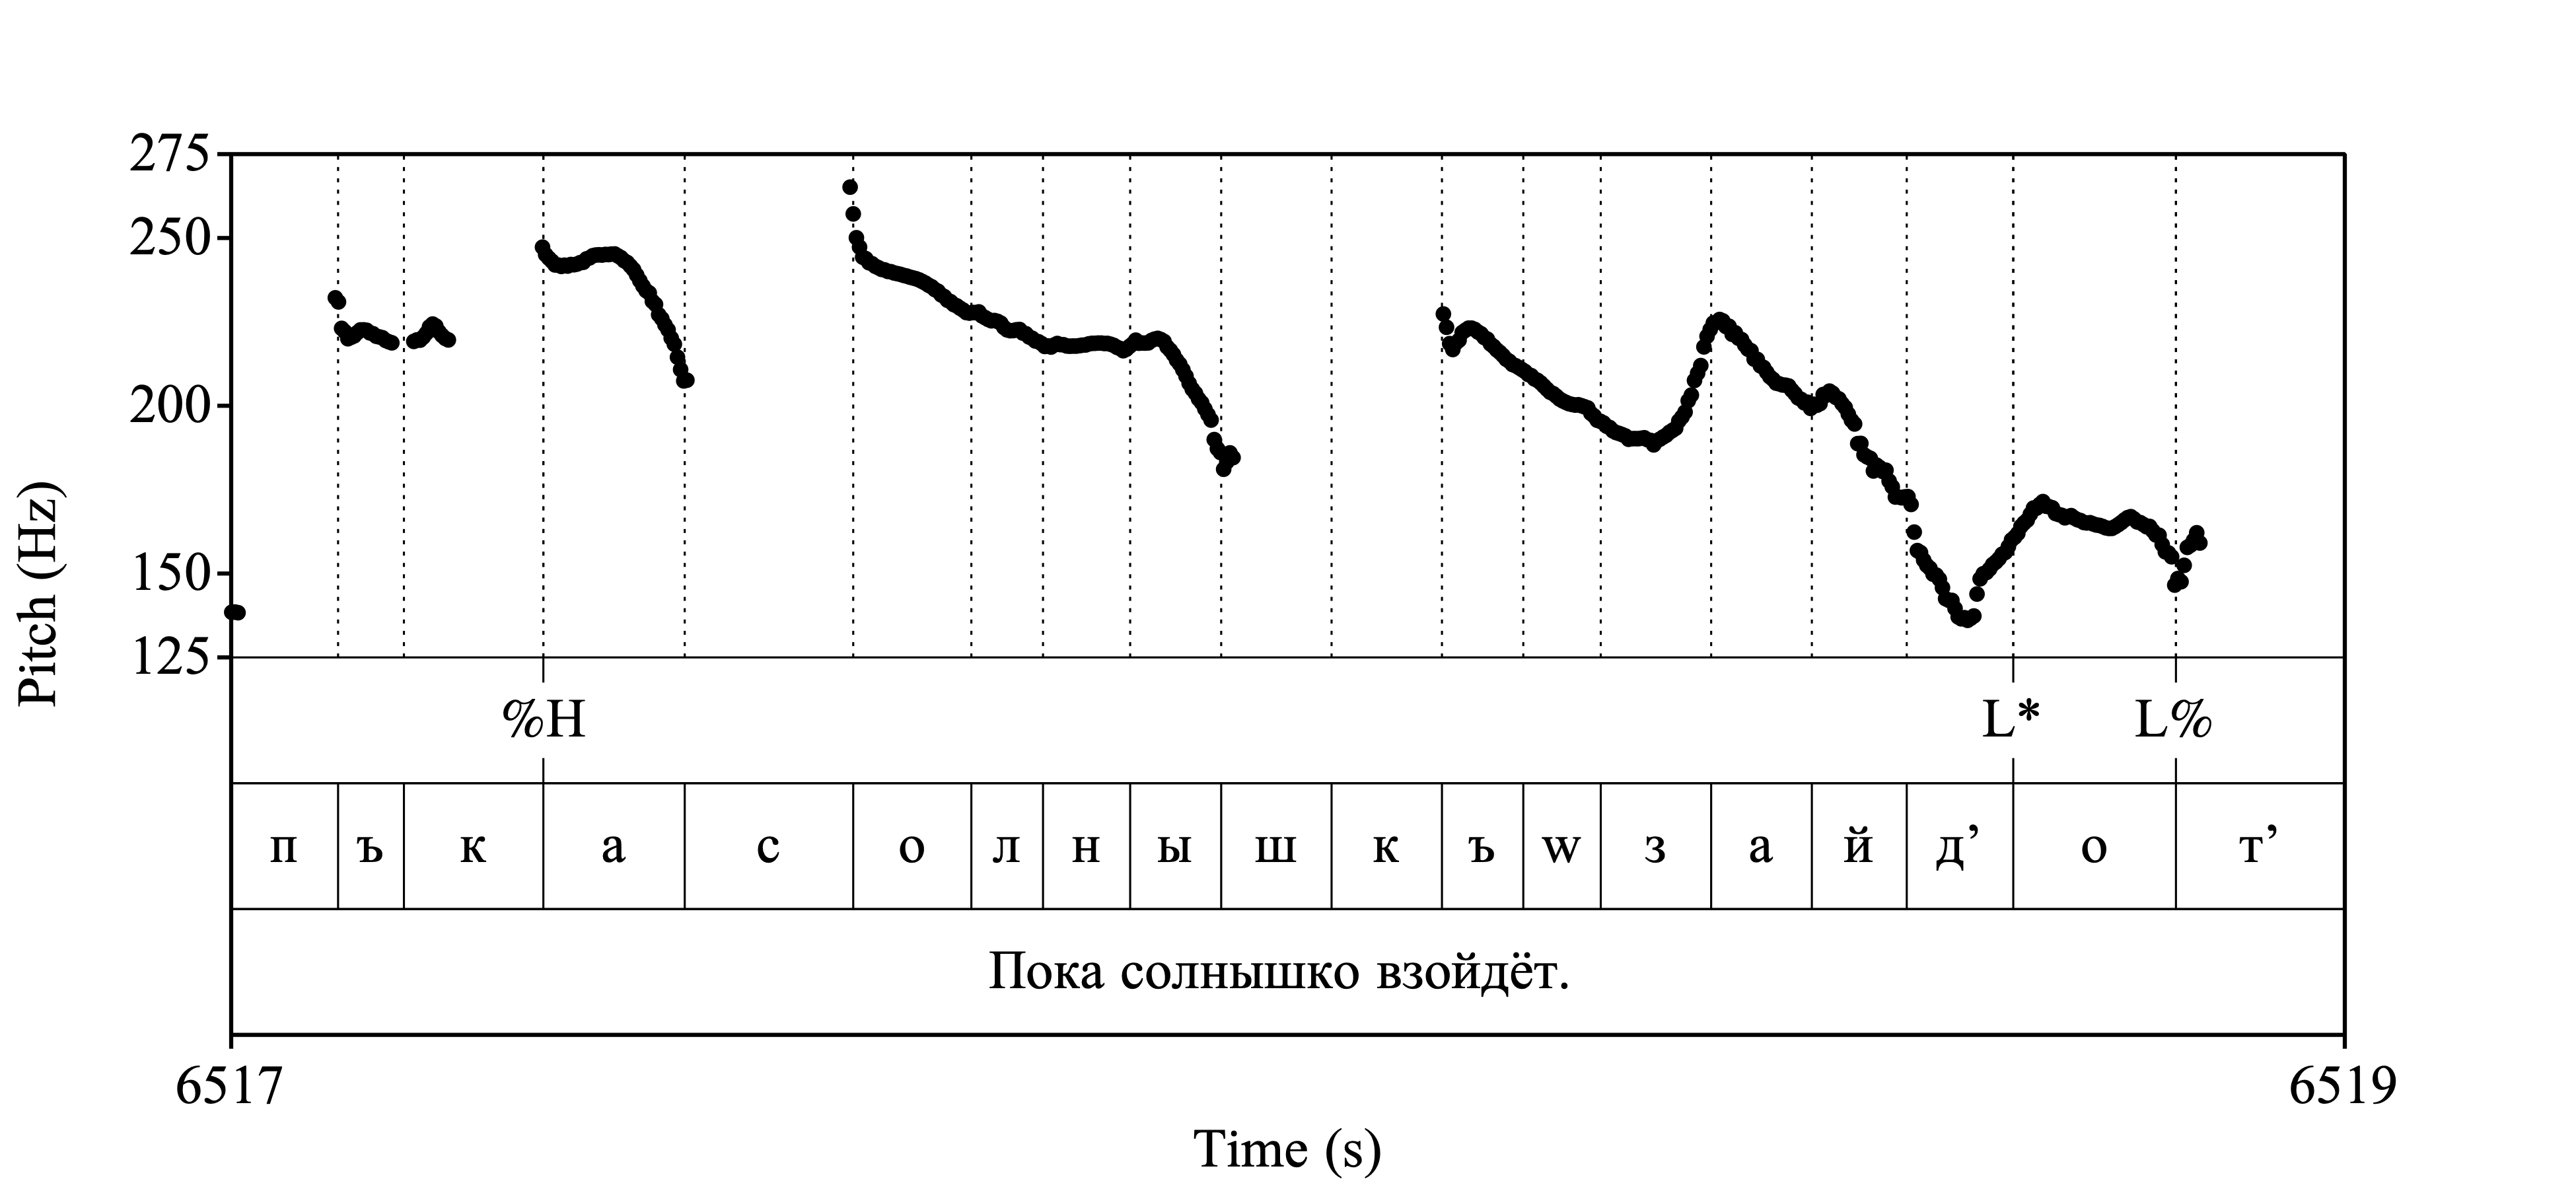 275
250
200
150
125
Pitch (Hz)
%H L* L%
п ъ к а с о л н ы ш к ъ w з а й д’ о т’
Пока солнышко взойдёт.
6517 6519
Time (s)